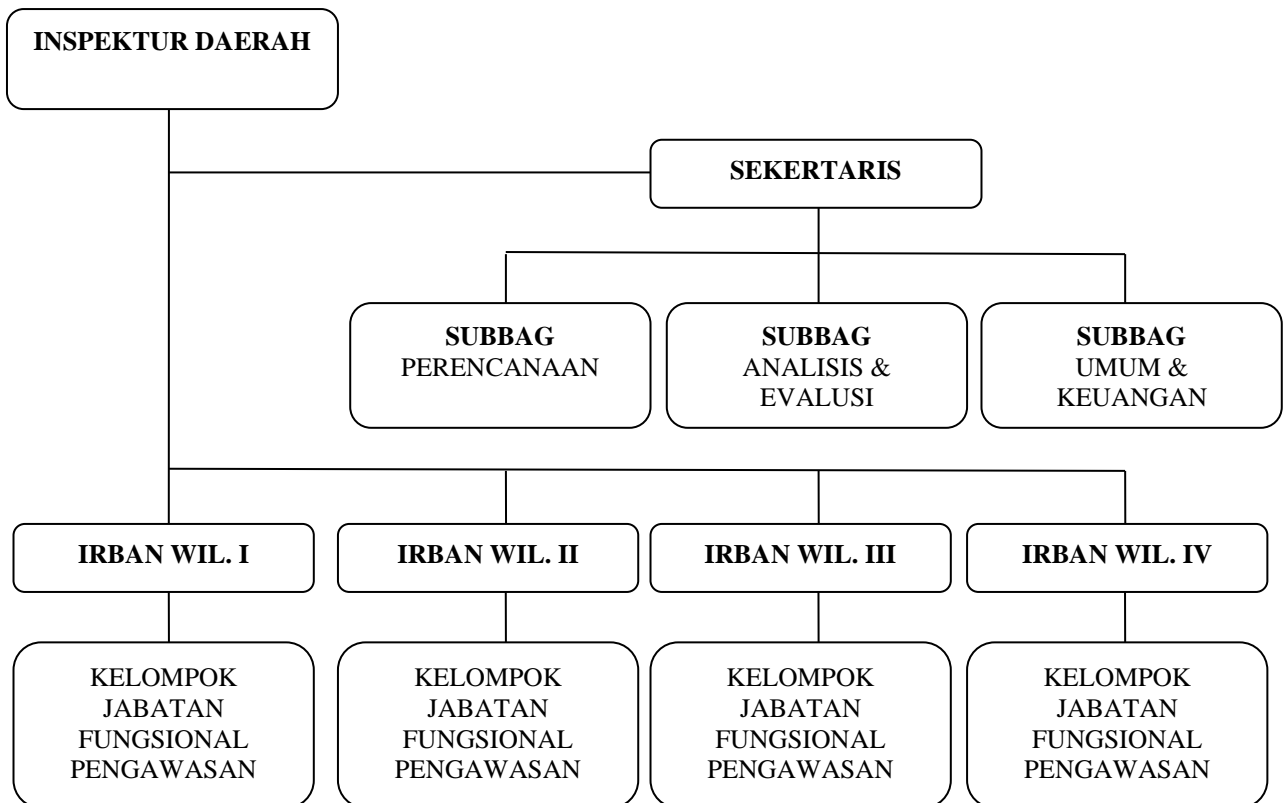 INSPEKTUR DAERAH
SEKERTARIS
SUBBAG
PERENCANAAN
SUBBAG
ANALISIS &
EVALUSI
SUBBAG
UMUM &
KEUANGAN
IRBAN WIL. I
IRBAN WIL. II
IRBAN WIL. III
IRBAN WIL. IV
KELOMPOK
JABATAN
FUNGSIONAL
PENGAWASAN
KELOMPOK
JABATAN
FUNGSIONAL
PENGAWASAN
KELOMPOK
JABATAN
FUNGSIONAL
PENGAWASAN
KELOMPOK
JABATAN
FUNGSIONAL
PENGAWASAN